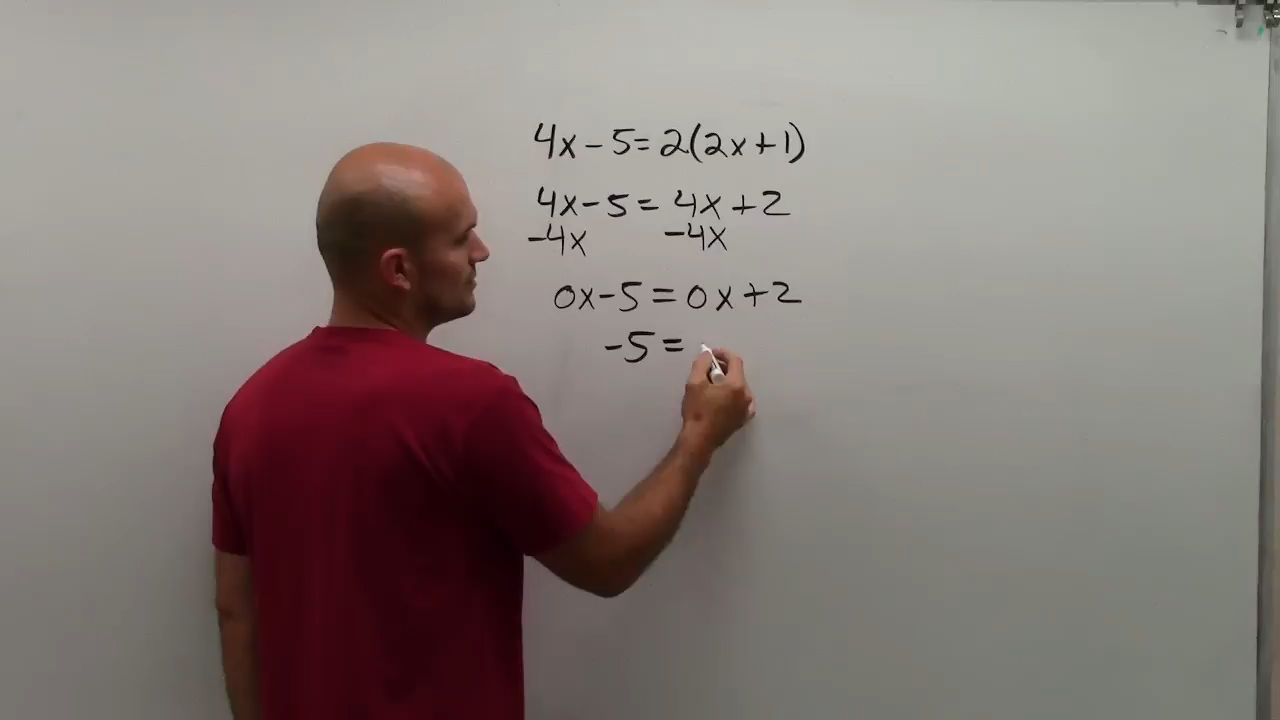 4x-5=2(2x+1)
4x-5=4x+2
-4x -4x
0x-5=0x+2
-5=